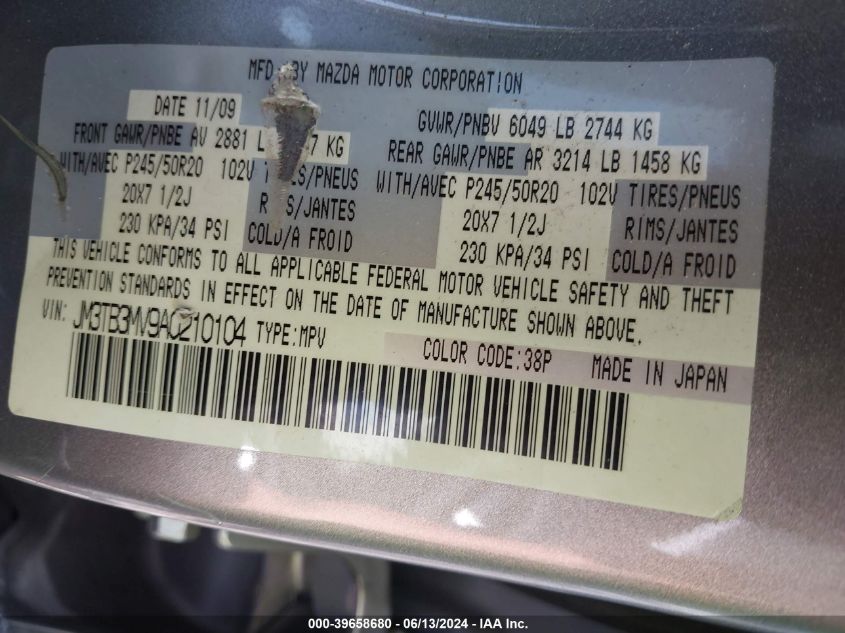 MFD BY MAZDA MOTOR CORPORATION
DATE 11/09 GVWR/PNBV 6049 LB 2744 KG
FRONT GAWR/PNBE AV 2881 KG REAR GAWR/PNBE AR 3214 LB 1458 KG
WITH/AVEC P245/50R20 102V TIRES/PNEUS WITH/AVEC P245/50R20 102V TIRES/PNEUS
20X7 1/2J 20X7 1/2J RIMS/JANTES
230 KPA/34 PSI COLD/A FROID 230 KPA/34 PSI COLD/A FROID
THIS VEHICLE CONFORMS TO ALL APPLICABLE FEDERAL MOTOR VEHICLE SAFETY AND THEFT
PREVENTION STANDARDS IN EFFECT ON THE DATE OF MANUFACTURE SHOWN ABOVE.
VIN: JM3TB3MV9A0210104 TYPE:MPV
COLOR CODE:38P MADE IN JAPAN
000-39658680 - 06/13/2024 - IAA Inc.